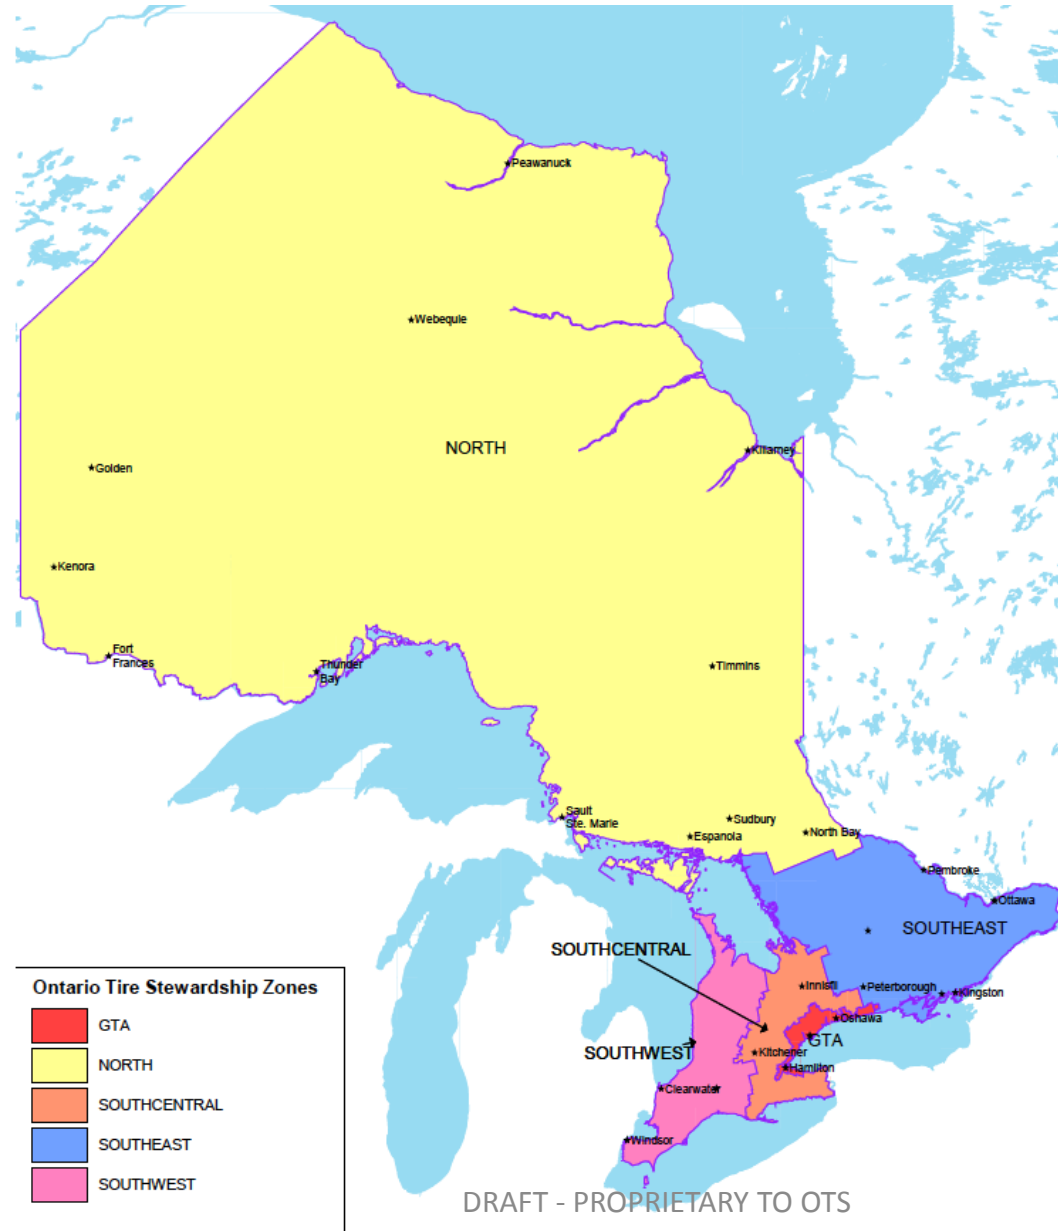 Peawanuck
Webequie
NORTH
Killarney
Golden
Kenora
Fort
Frances
Thunder
Bay
Timmins
Sault
Ste. Marie
Sudbury
Espanola
North Bay
Pembroke
Ottawa
SOUTHEAST
SOUTHCENTRAL
Innisfil
Peterborough
Kingston
Oshawa
GTA
SOUTHWEST
Kitchener
Hamilton
Clearwater
Windsor
Ontario Tire Stewardship Zones
GTA
NORTH
SOUTHCENTRAL
SOUTHEAST
SOUTHWEST
DRAFT - PROPRIETARY TO OTS